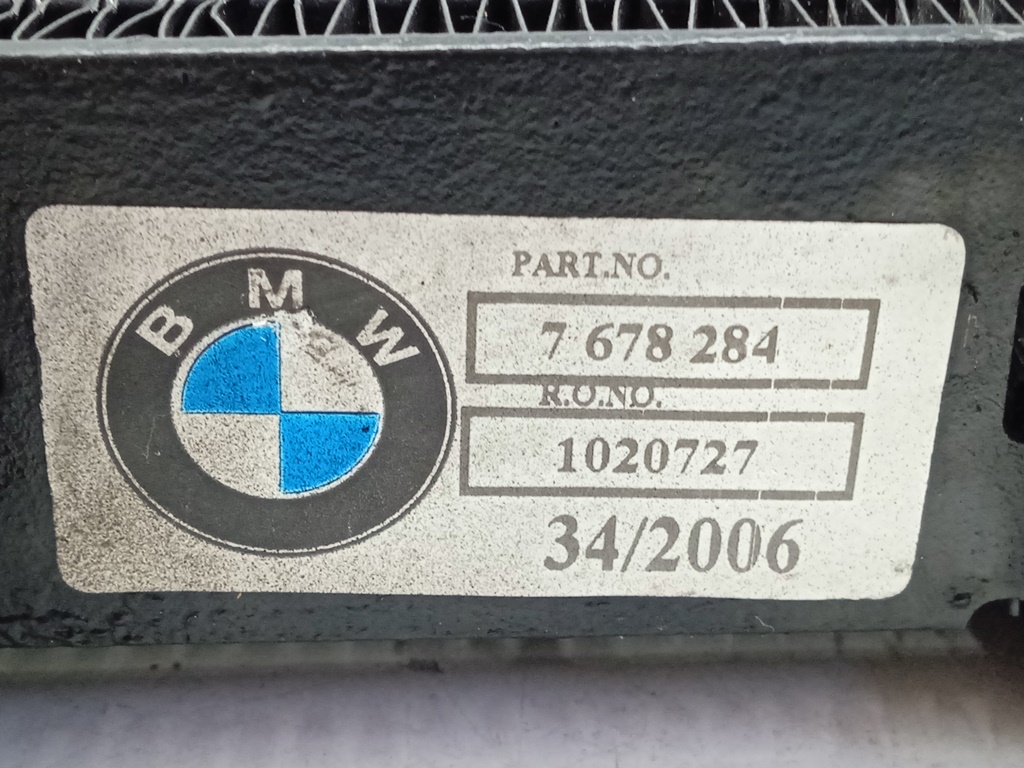 BMW
PART.NO.
7 678 284
R.O.NO.
1020727
34/2006